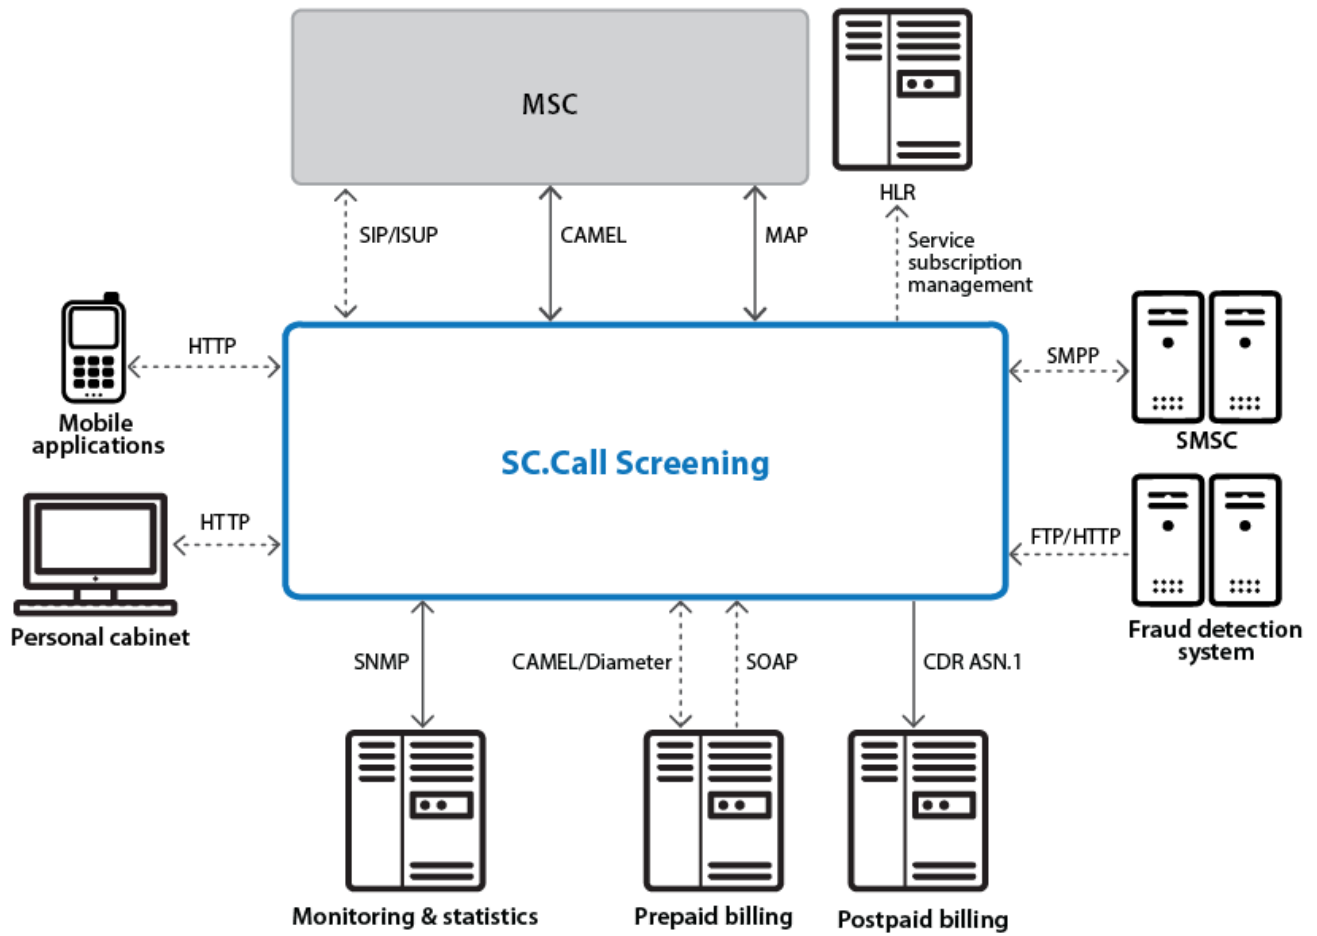 MSC
HLR
SIP/ISUP
CAMEL
MAP
Service
subscription
management
HTTP
SMPP
Mobile
applications
SMSC
SC.Call Screening
HTTP
FTP/HTTP
Personal cabinet
Fraud detection
system
SNMP
CAMEL/Diameter
SOAP
CDR ASN.1
Monitoring & statistics
Prepaid billing
Postpaid billing